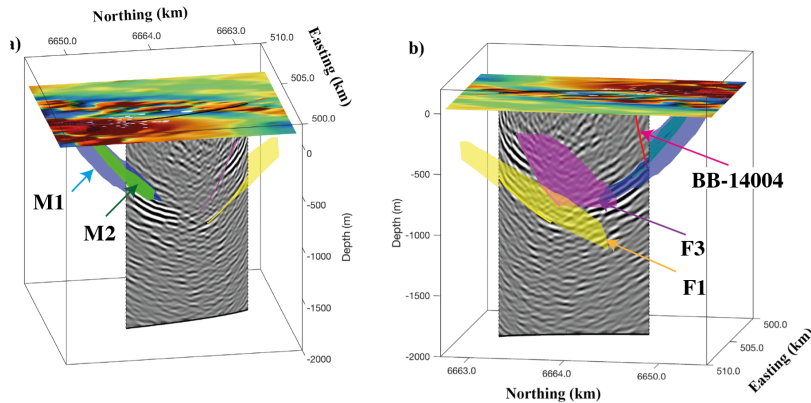 Northing (km)
a)
6650.0
6664.0
6663.0
510.0
505.0
500.0
Easting (km)
0
-500
-1000
-1500
-2000
Depth (m)
M1
M2
b)
0
-500
-1000
-1500
-2000
Depth (m)
BB-14004
F3
F1
6663.0
6664.0
6650.0
Northing (km)
500.0
505.0
510.0
Easting (km)